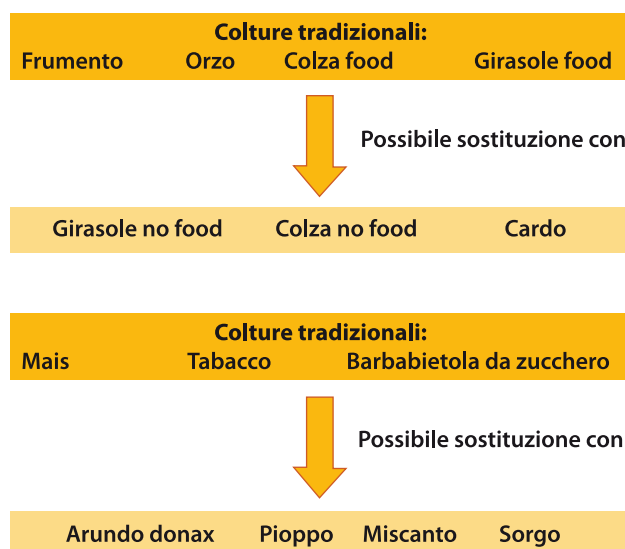 Colture tradizionali:
Frumento Orzo Colza food Girasole food
Possibile sostituzione con
Girasole no food Colza no food Cardo
Colture tradizionali:
Mais Tabacco Barbabietola da zucchero
Possibile sostituzione con
Arundo donax Pioppo Miscanto Sorgo